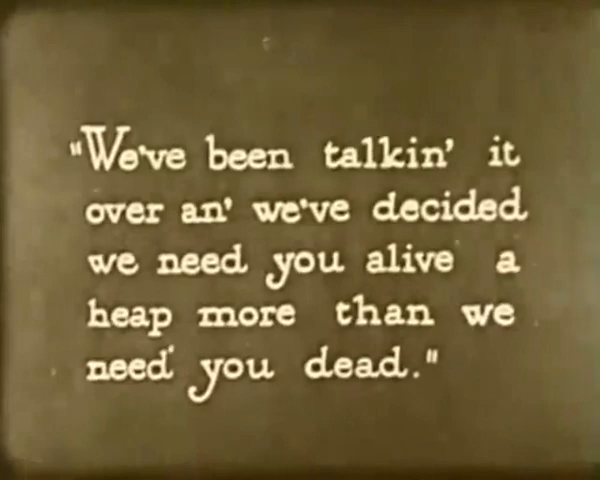 "We've been talkin' it
over an' we've decided
we need you alive a
heap more than we
need you dead."